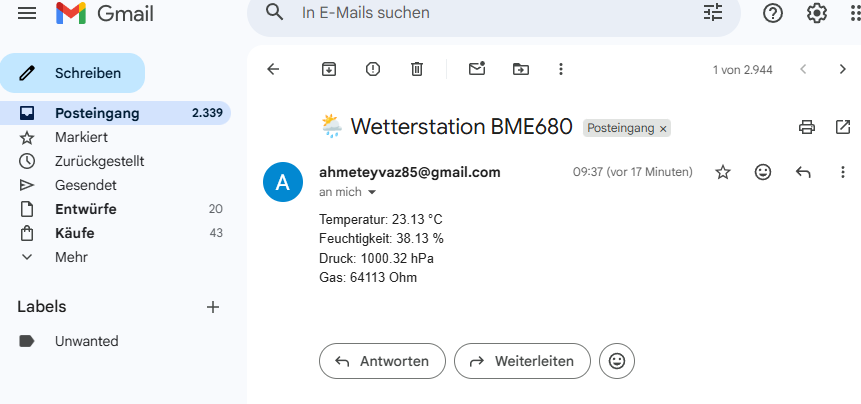 Gmail
In E-Mails suchen
Schreiben
1 von 2.944
Posteingang 2.339
Markiert
Zurückgestellt
Gesendet
Entwürfe 20
Käufe 43
Mehr
Labels
Unwanted
🌦 Wetterstation BME680 Posteingang ×
A
ahmeteyvaz85@gmail.com 09:37 (vor 17 Minuten)
an mich
Temperatur: 23.13 °C
Feuchtigkeit: 38.13 %
Druck: 1000.32 hPa
Gas: 64113 Ohm
Antworten Weiterleiten